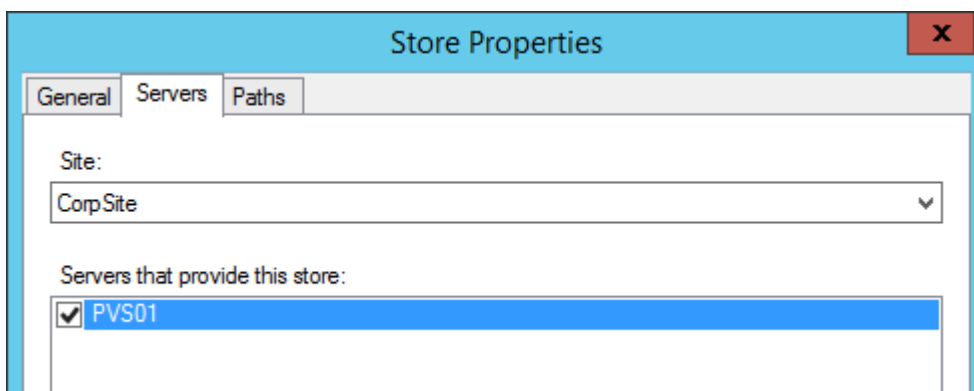 Store Properties
x
General Servers Paths
Site:
CorpSite
Servers that provide this store:
PVS01